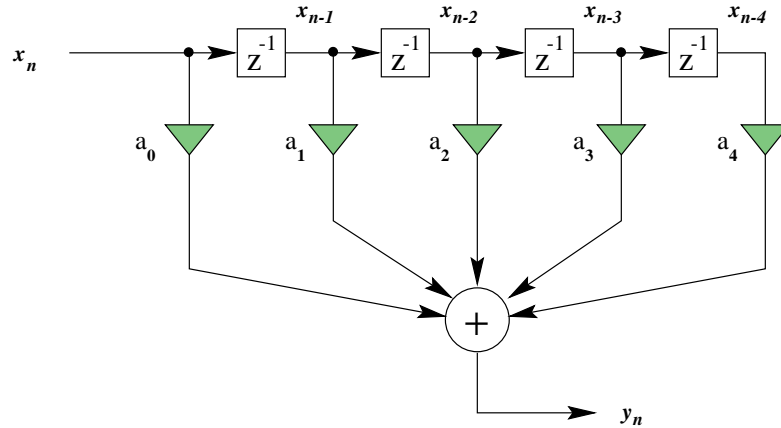 x_{n-1} x_{n-2} x_{n-3} x_{n-4}
x_n z^{-1} z^{-1} z^{-1} z^{-1}
a_0 a_1 a_2 a_3 a_4
+
y_n